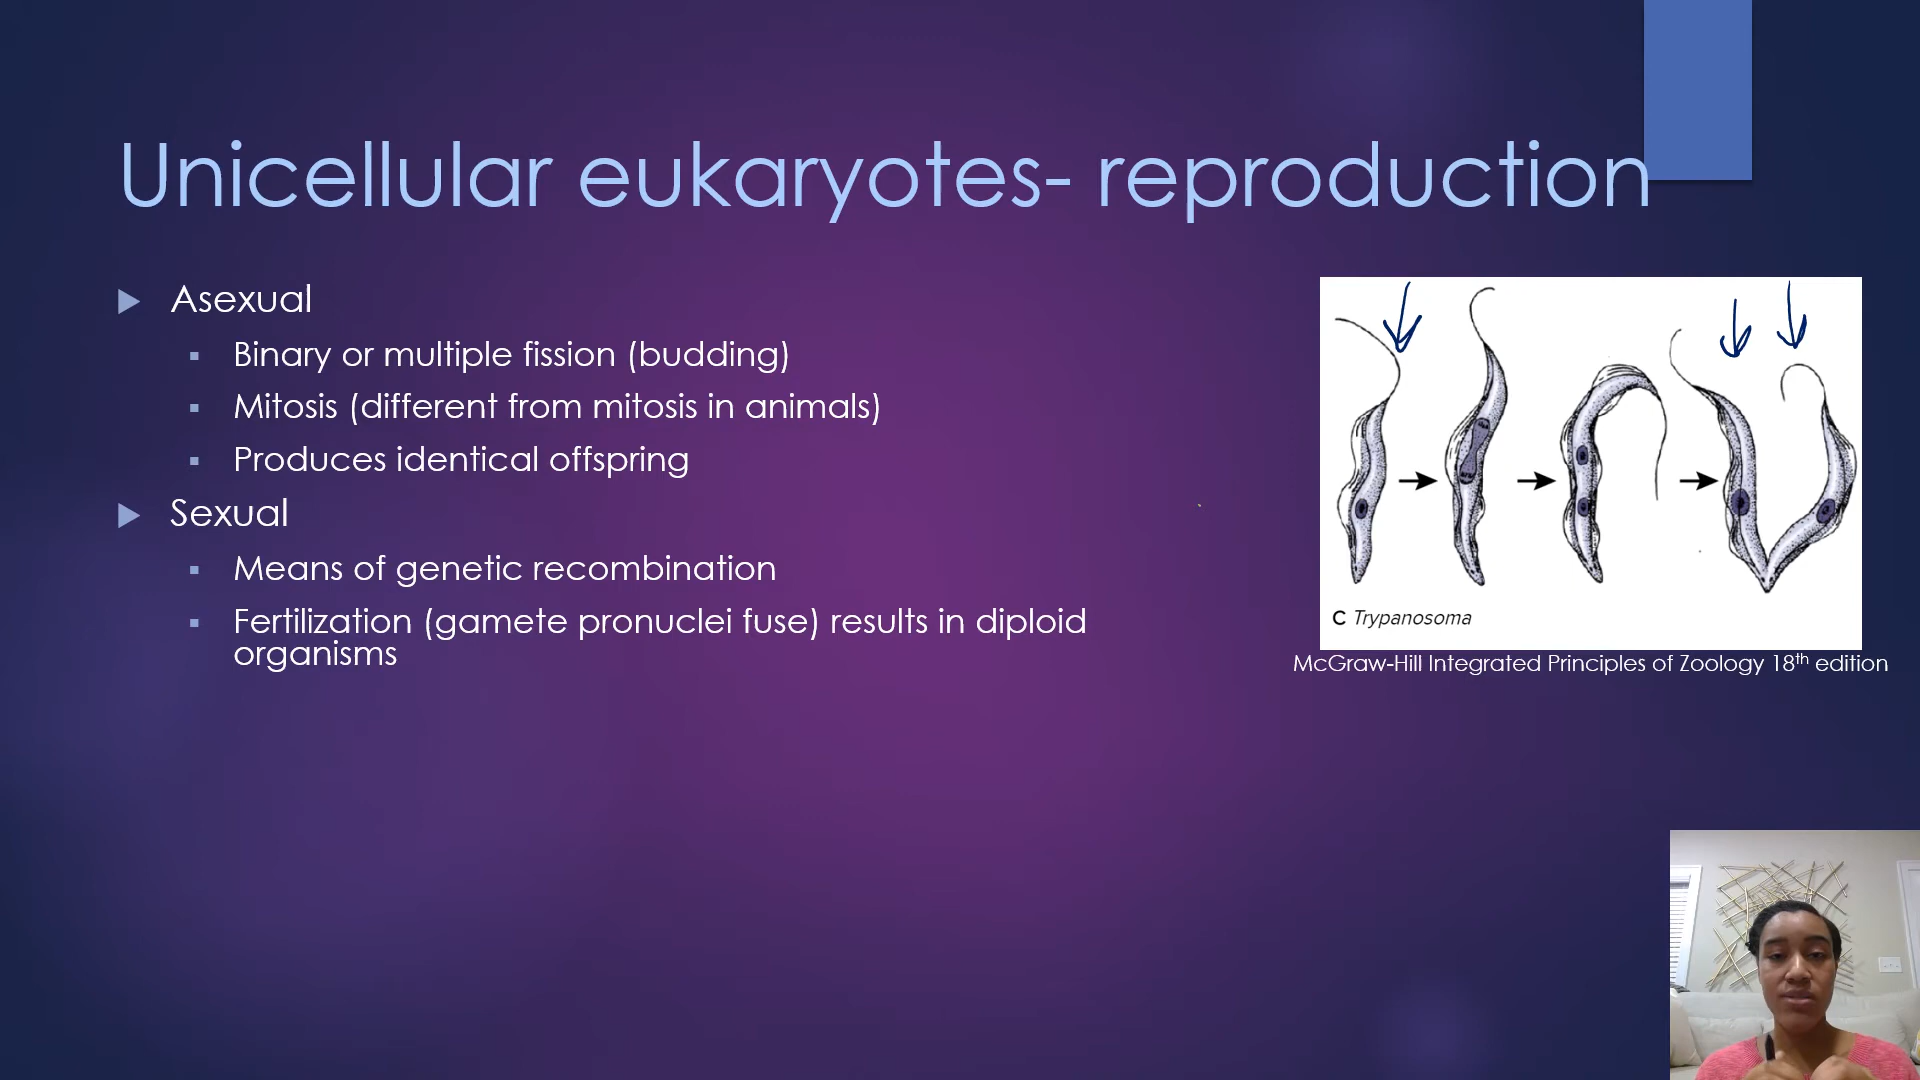 Unicellular eukaryotes- reproduction
Asexual
Binary or multiple fission (budding)
Mitosis (different from mitosis in animals)
Produces identical offspring
Sexual
Means of genetic recombination
Fertilization (gamete pronuclei fuse) results in diploid
organisms
C Trypanosoma
McGraw-Hill Integrated Principles of Zoology 18th edition